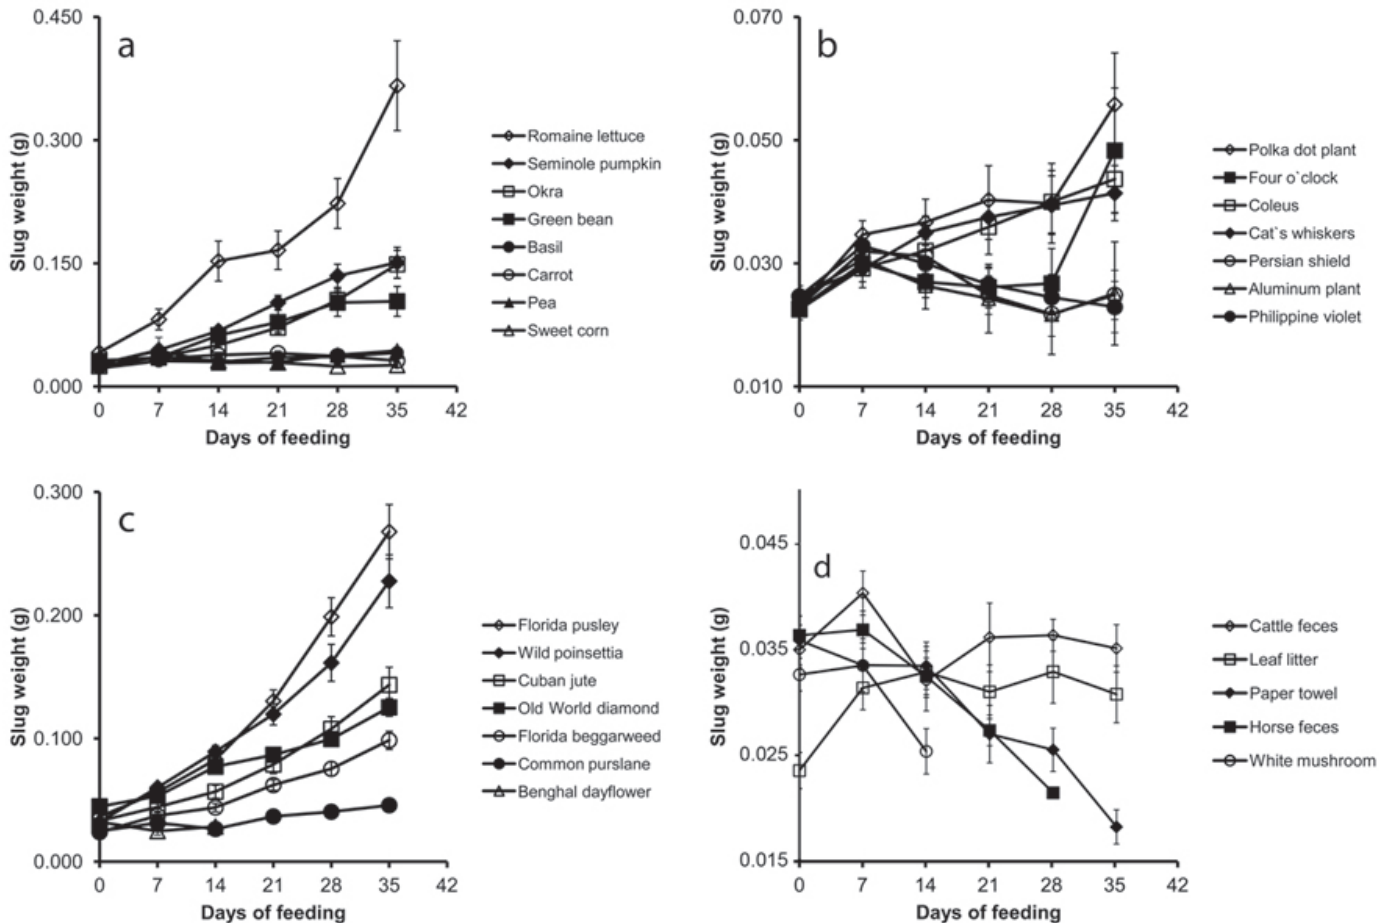 a
Slug weight (g)
0.450
0.300
0.150
0.000
0 7 14 21 28 35 42
Days of feeding
Romaine lettuce
Seminole pumpkin
Okra
Green bean
Basil
Carrot
Pea
Sweet corn
b
Slug weight (g)
0.070
0.050
0.030
0.010
0 7 14 21 28 35 42
Days of feeding
Polka dot plant
Four o`clock
Coleus
Cat`s whiskers
Persian shield
Aluminum plant
Philippine violet
c
Slug weight (g)
0.300
0.200
0.100
0.000
0 7 14 21 28 35 42
Days of feeding
Florida pusley
Wild poinsettia
Cuban jute
Old World diamond
Florida beggarweed
Common purslane
Benghal dayflower
d
Slug weight (g)
0.045
0.035
0.025
0.015
0 7 14 21 28 35 42
Days of feeding
Cattle feces
Leaf litter
Paper towel
Horse feces
White mushroom